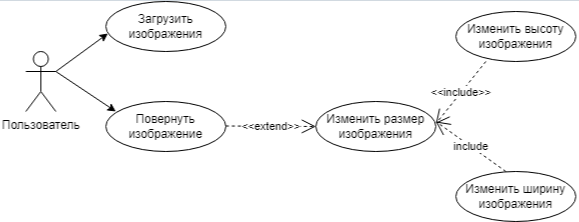 Загрузить
изображения
Пользователь
Повернуть
изображение
<<extend>>
Изменить размер
изображения
Изменить высоту
изображения
<<include>>
include
Изменить ширину
изображения